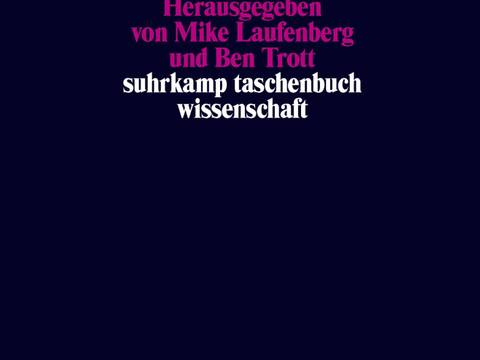 Herausgegeben
von Mike Laufenberg
und Ben Trott
suhrkamp taschenbuch
wissenschaft